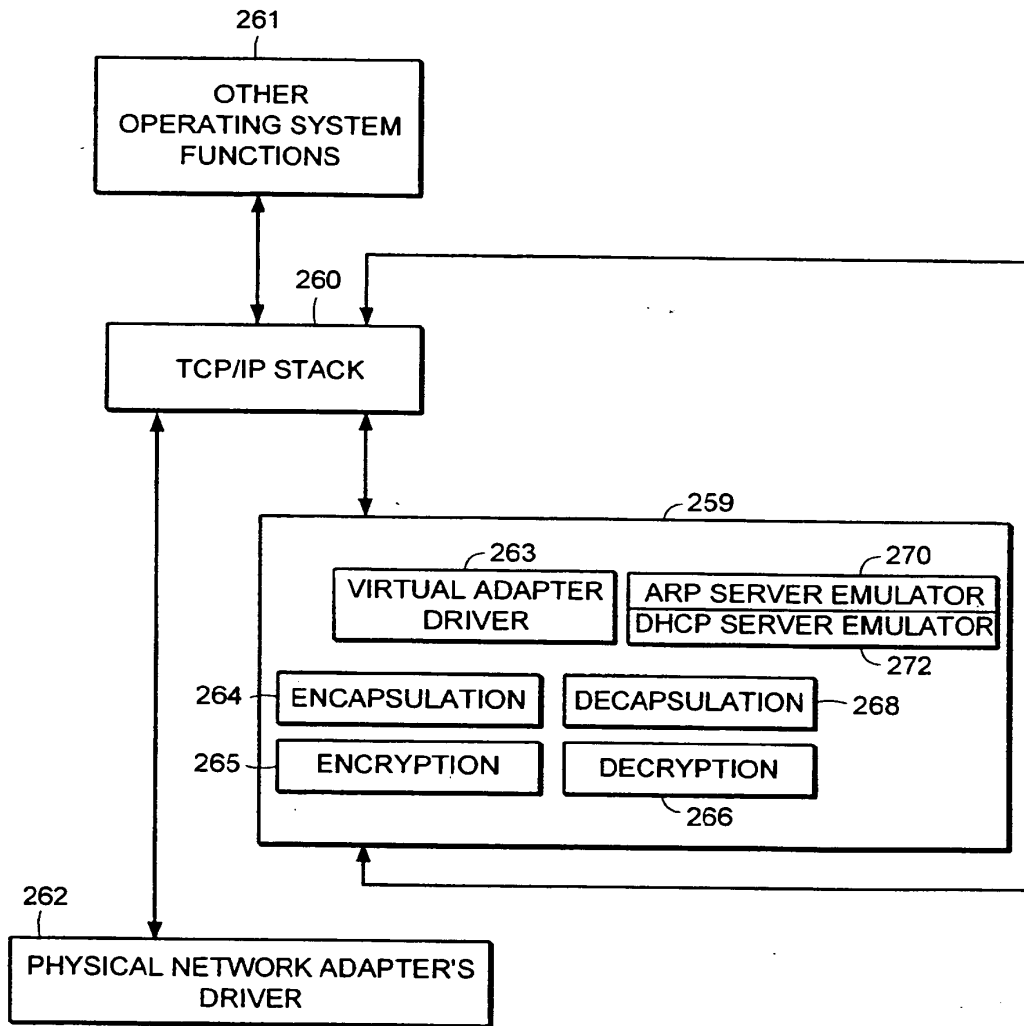 261
OTHER
OPERATING SYSTEM
FUNCTIONS
260
TCP/IP STACK
259
263
VIRTUAL ADAPTER
DRIVER
270
ARP SERVER EMULATOR
DHCP SERVER EMULATOR
272
264
ENCAPSULATION
DECAPSULATION
268
265
ENCRYPTION
DECRYPTION
266
262
PHYSICAL NETWORK ADAPTER'S
DRIVER